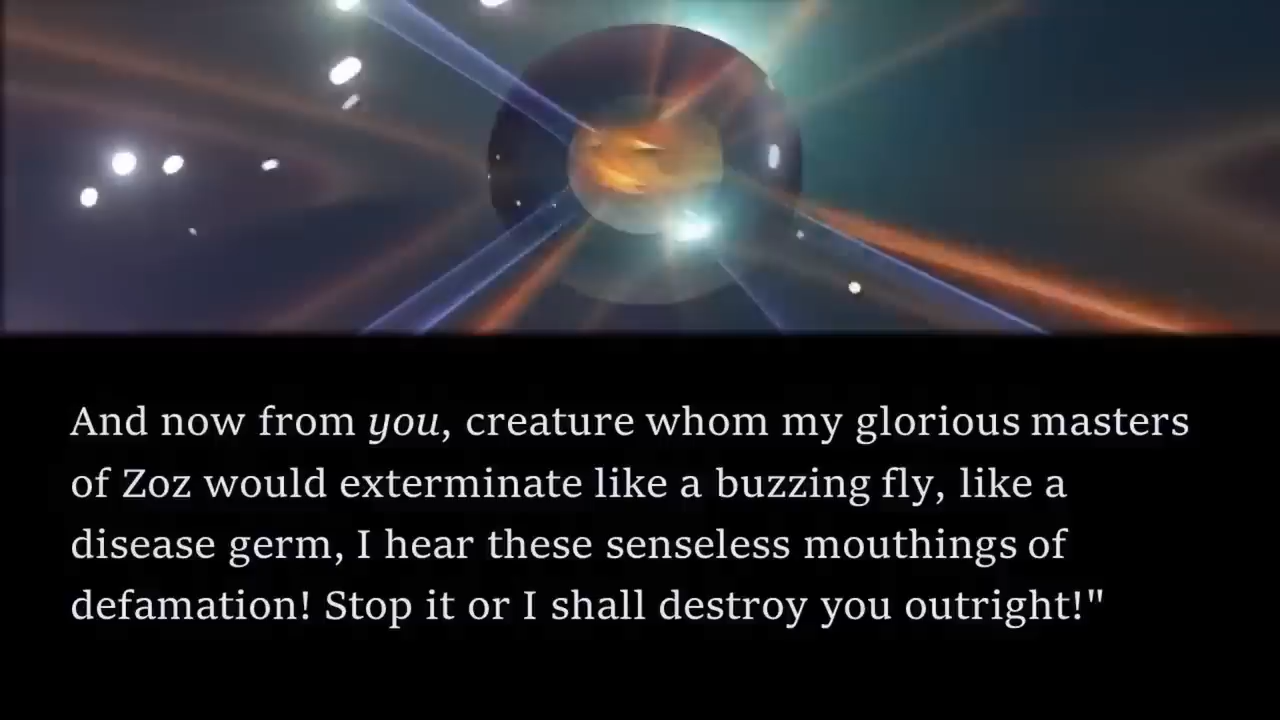 And now from you, creature whom my glorious masters
of Zoz would exterminate like a buzzing fly, like a
disease germ, I hear these senseless mouthings of
defamation! Stop it or I shall destroy you outright!"